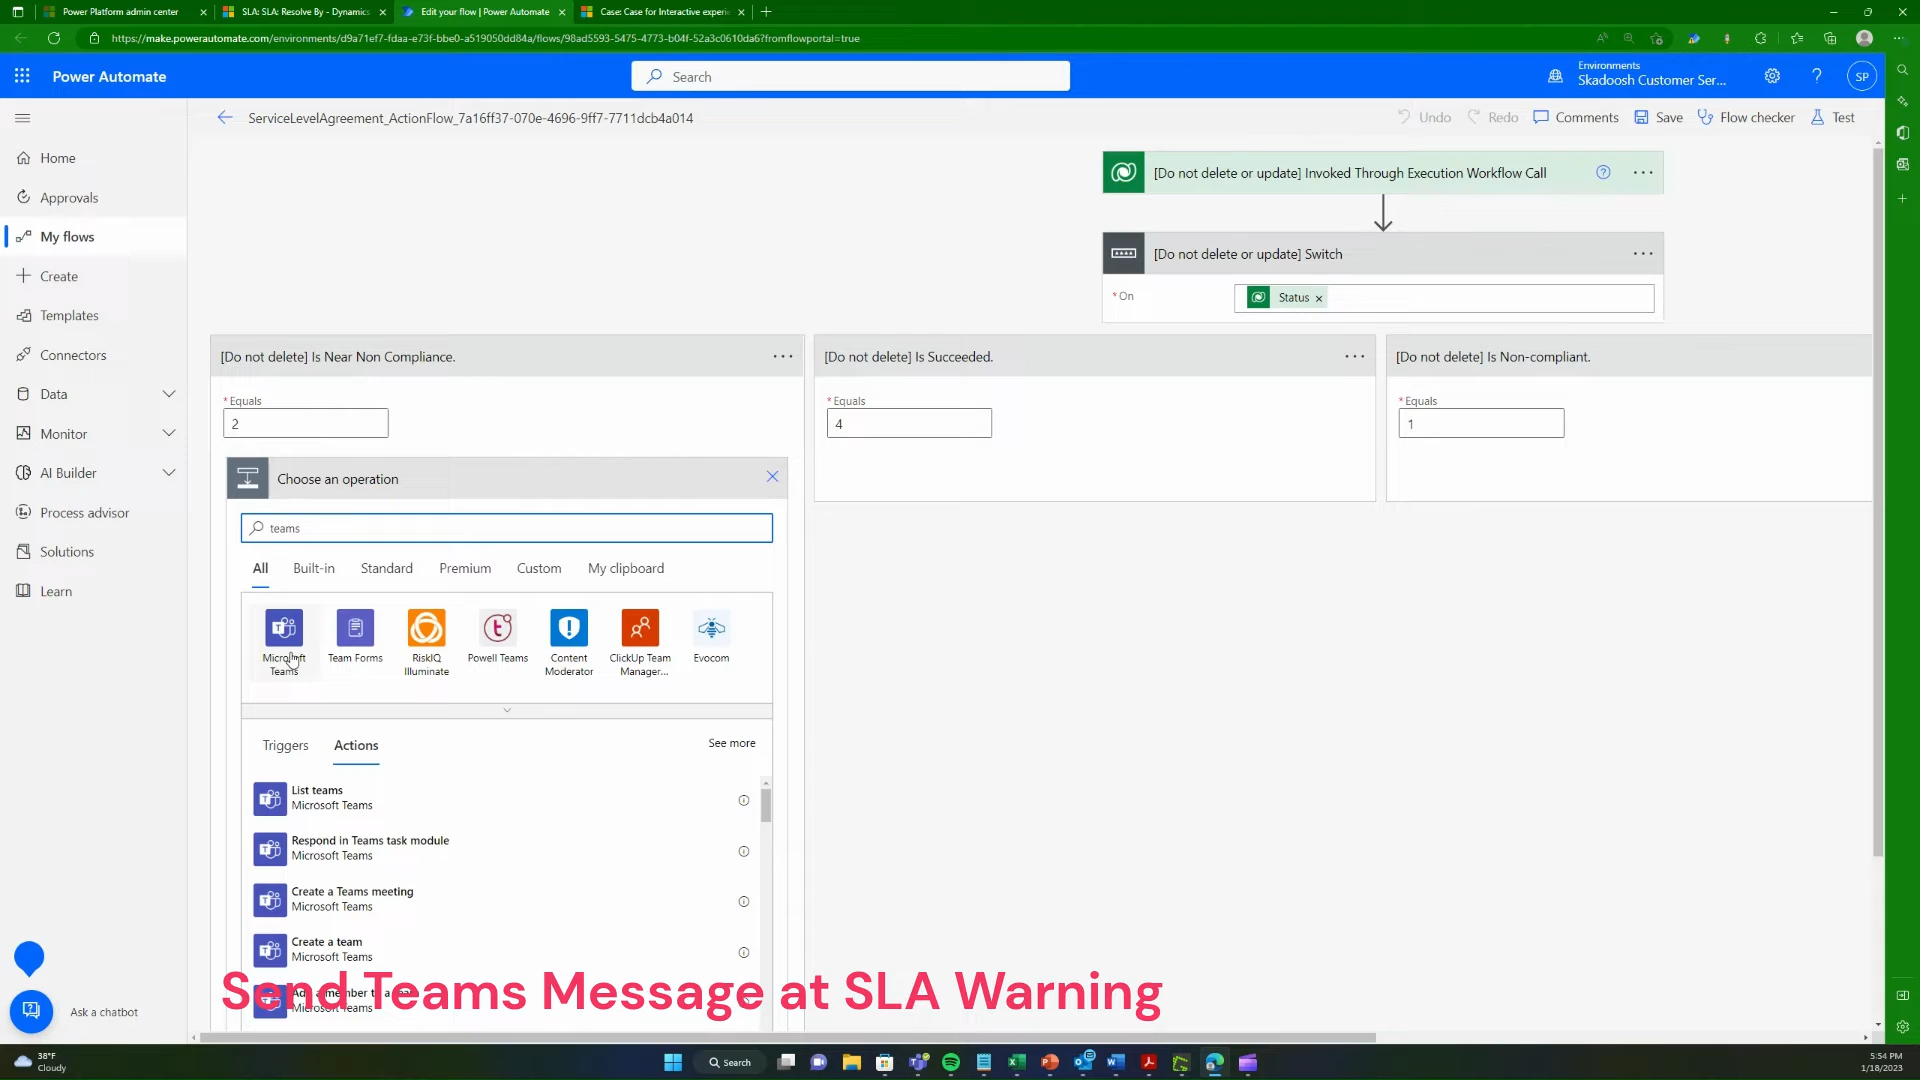 Power Platform admin center
SLA: SLA: Resolve By - Dynamics
Edit your flow | Power Automate
Case: Case for Interactive experi
https://make.powerautomate.com/environments/d9a71ef7-fdaa-e73f-bbe0-a519050dd84a/flows/98ad5593-5475-4773-b04f-52a3c0610da6?fromflowportal=true
Power Automate
Search
Environments
Skadoosh Customer Ser...
SP
ServiceLevelAgreement_ActionFlow_7a16ff37-070e-4696-9ff7-7711dcb4a014
Undo
Redo
Comments
Save
Flow checker
Test
Home
Approvals
My flows
Create
Templates
Connectors
Data
Monitor
AI Builder
Process advisor
Solutions
Learn
Ask a chatbot
[Do not delete or update] Invoked Through Execution Workflow Call
[Do not delete or update] Switch
* On
Status
[Do not delete] Is Near Non Compliance.
* Equals
2
[Do not delete] Is Succeeded.
* Equals
4
[Do not delete] Is Non-compliant.
* Equals
1
Choose an operation
teams
All
Built-in
Standard
Premium
Custom
My clipboard
Microsoft
Teams
Team Forms
RiskIQ
Illuminate
Powell Teams
Content
Moderator
ClickUp Team
Manager...
Evocom
Triggers
Actions
See more
List teams
Microsoft Teams
Respond in Teams task module
Microsoft Teams
Create a Teams meeting
Microsoft Teams
Create a team
Microsoft Teams
Add a member to a team
Microsoft Teams
Send Teams Message at SLA Warning
38°F
Cloudy
Search
5:54 PM
1/18/2023